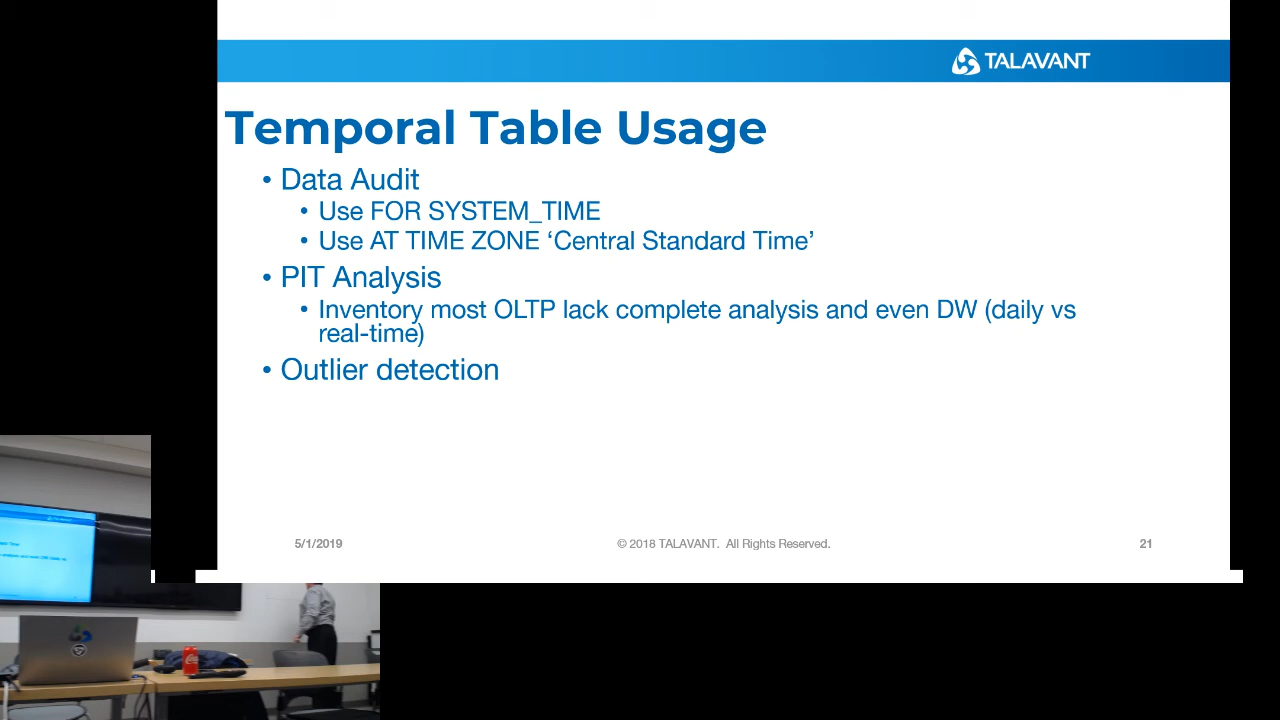 TALAVANT
Temporal Table Usage
• Data Audit
• Use FOR SYSTEM_TIME
• Use AT TIME ZONE ‘Central Standard Time’
• PIT Analysis
• Inventory most OLTP lack complete analysis and even DW (daily vs
real-time)
• Outlier detection
5/1/2019
© 2018 TALAVANT. All Rights Reserved.
21